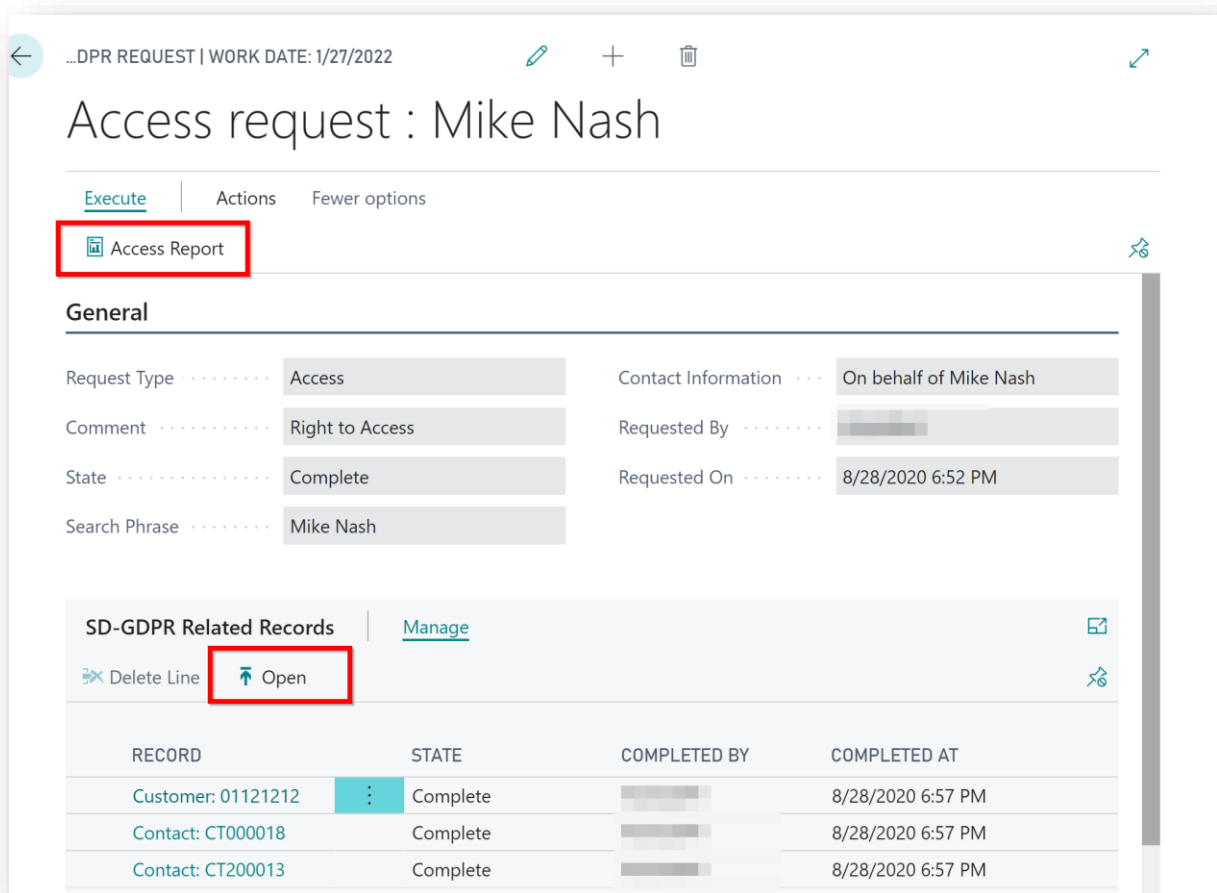 ...DPR REQUEST | WORK DATE: 1/27/2022
Access request : Mike Nash
Execute Actions Fewer options
Access Report
General
Request Type Access Contact Information On behalf of Mike Nash
Comment Right to Access Requested By
State Complete Requested On 8/28/2020 6:52 PM
Search Phrase Mike Nash
SD-GDPR Related Records Manage
Delete Line Open
RECORD STATE COMPLETED BY COMPLETED AT
Customer: 01121212 Complete 8/28/2020 6:57 PM
Contact: CT000018 Complete 8/28/2020 6:57 PM
Contact: CT200013 Complete 8/28/2020 6:57 PM